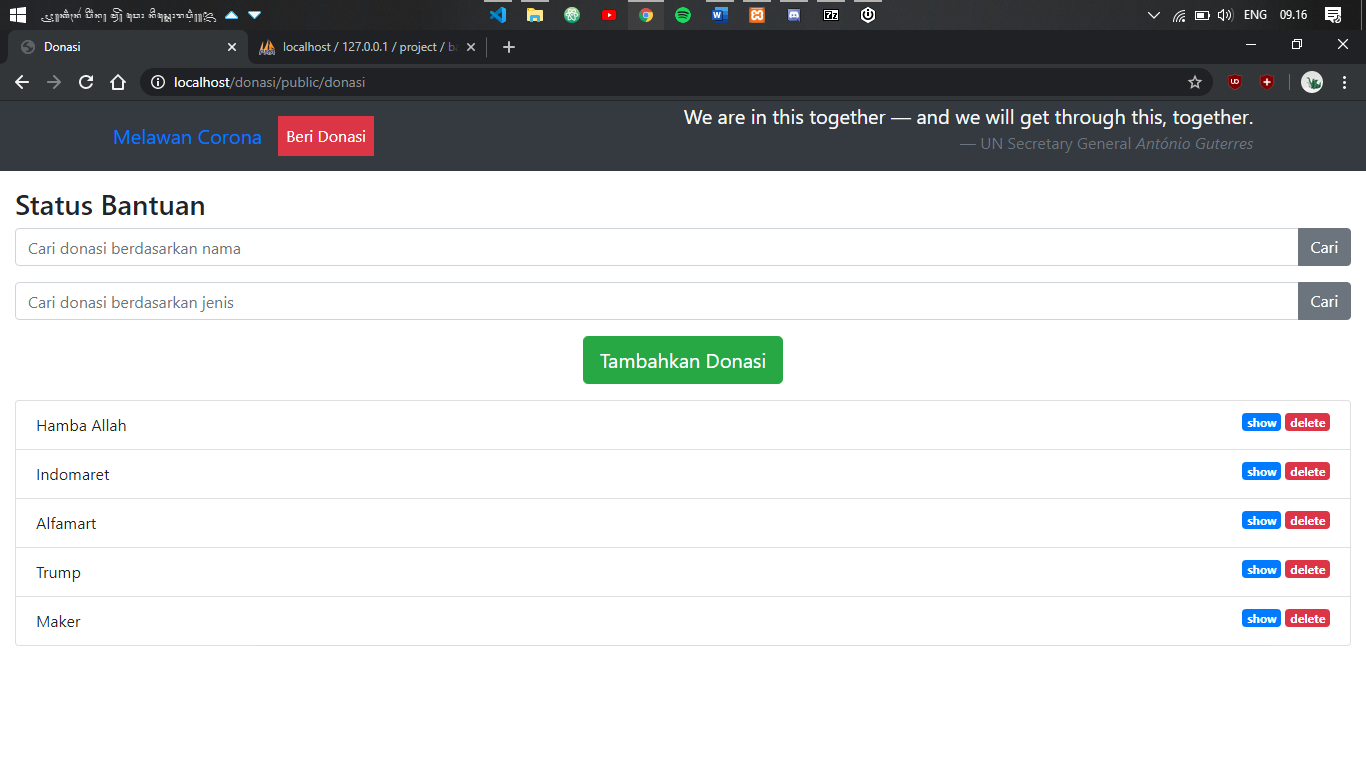 ENG
09.16
Donasi
localhost / 127.0.0.1 / project / b
localhost/donasi/public/donasi
Melawan Corona
Beri Donasi
We are in this together — and we will get through this, together.
— UN Secretary General António Guterres
Status Bantuan
Cari donasi berdasarkan nama
Cari
Cari donasi berdasarkan jenis
Cari
Tambahkan Donasi
Hamba Allah
show delete
Indomaret
show delete
Alfamart
show delete
Trump
show delete
Maker
show delete